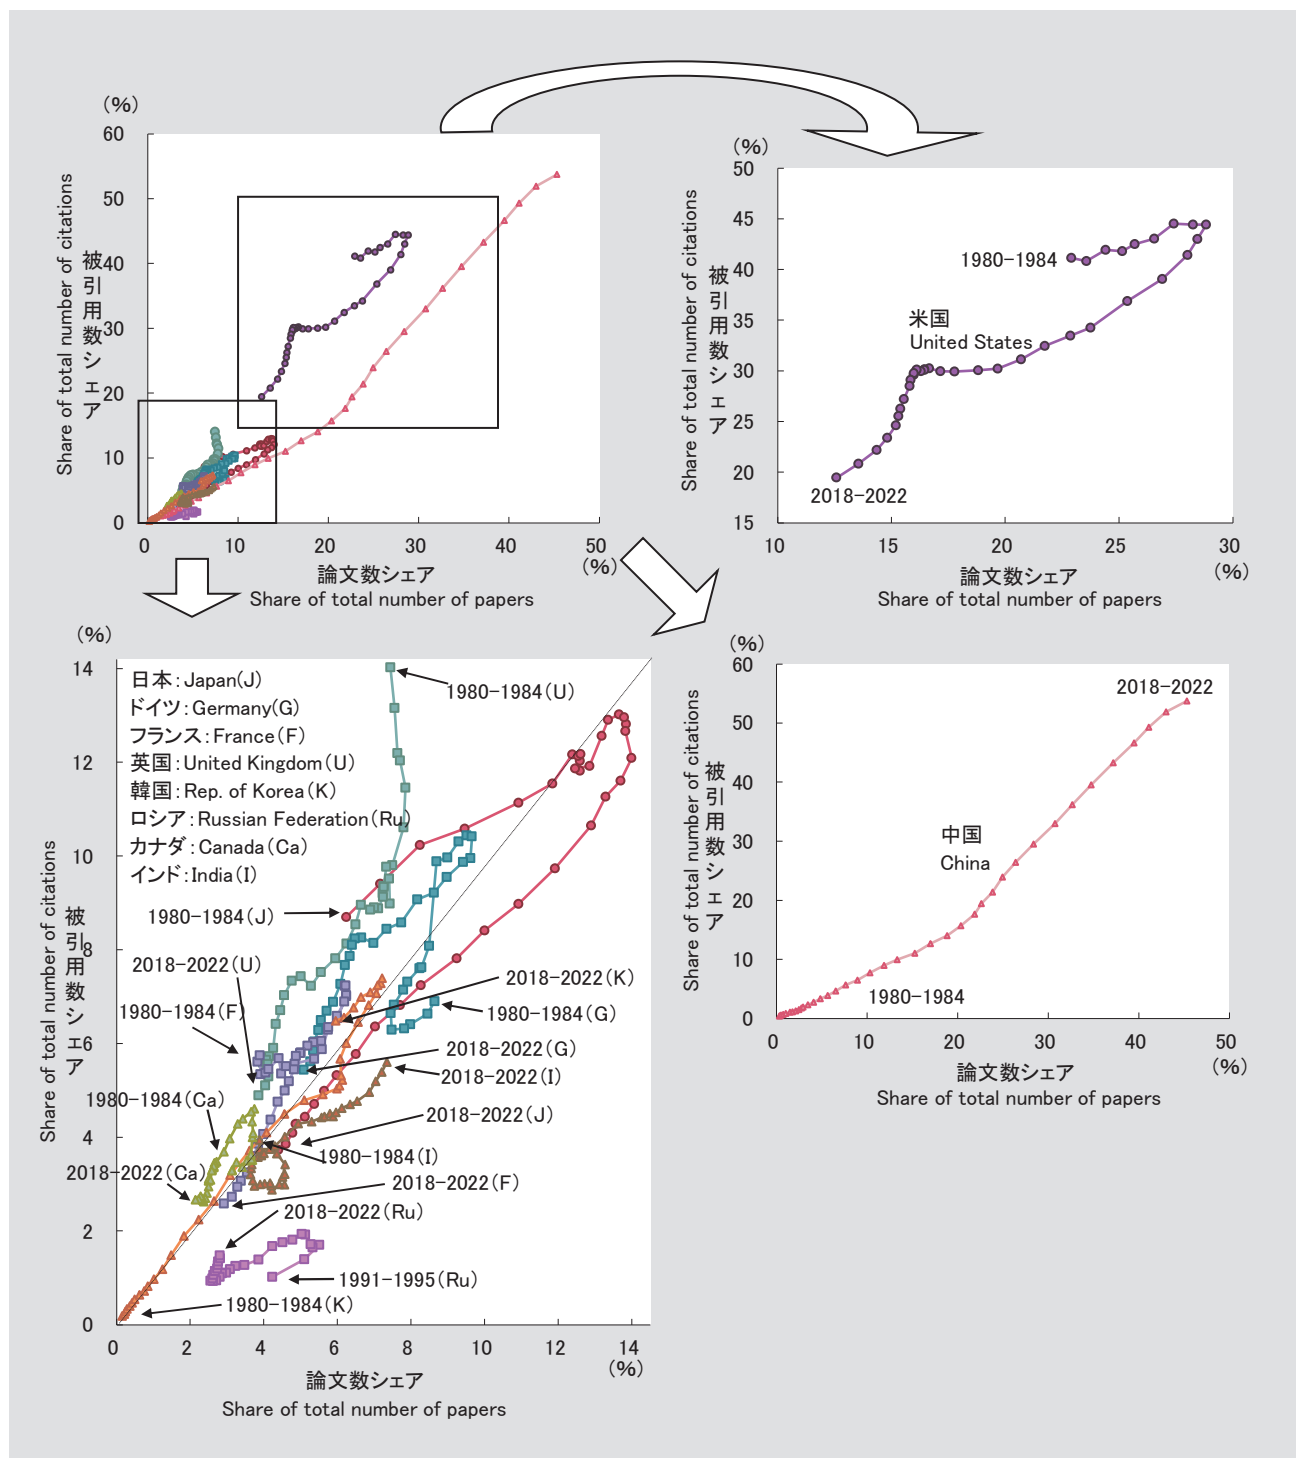 (%)
60
50
40
30
20
10
0
被引用数シェア
Share of total number of citations
0 10 20 30 40 50
(%)
論文数シェア
Share of total number of papers
(%)
50
45
40
35
30
25
20
15
被引用数シェア
Share of total number of citations
1980-1984
米国
United States
2018-2022
10 15 20 25 30
(%)
論文数シェア
Share of total number of papers
(%)
14
12
10
8
6
4
2
0
被引用数シェア
Share of total number of citations
日本:Japan(J)
ドイツ:Germany(G)
フランス:France(F)
英国:United Kingdom(U)
韓国:Rep. of Korea(K)
ロシア:Russian Federation(Ru)
カナダ:Canada(Ca)
インド:India(I)
1980-1984(U)
1980-1984(J)
2018-2022(U)
2018-2022(K)
1980-1984(F)
1980-1984(G)
2018-2022(G)
2018-2022(I)
1980-1984(Ca)
2018-2022(J)
1980-1984(I)
2018-2022(Ca)
2018-2022(F)
2018-2022(Ru)
1991-1995(Ru)
1980-1984(K)
0 2 4 6 8 10 12 14
(%)
論文数シェア
Share of total number of papers
(%)
60
50
40
30
20
10
0
被引用数シェア
Share of total number of citations
2018-2022
中国
China
1980-1984
0 10 20 30 40 50
(%)
論文数シェア
Share of total number of papers